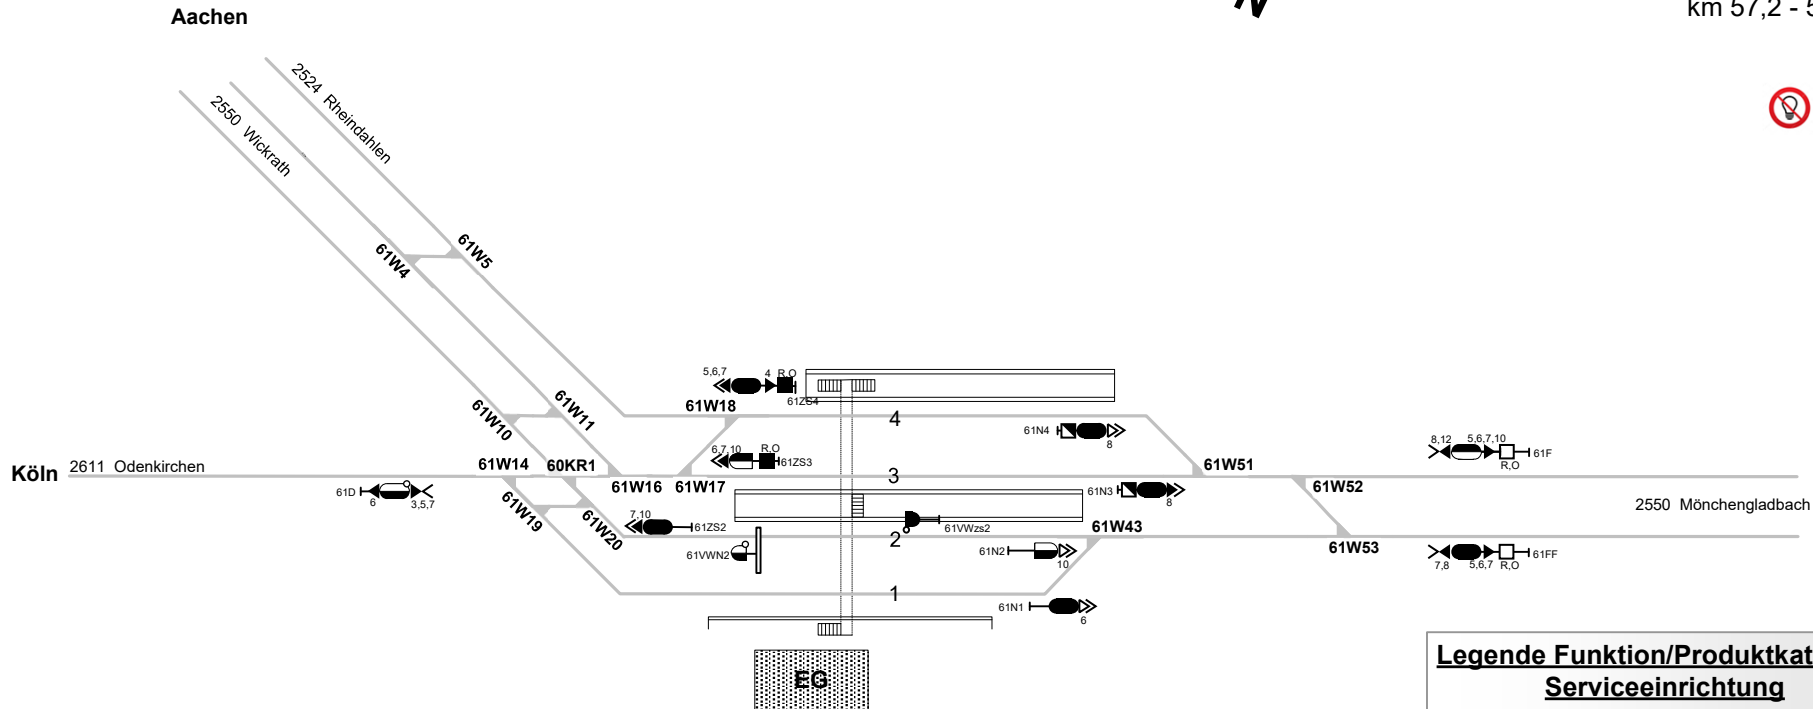 Aachen
N
km 57,2 - 5
2524 Rheindahlen
2550 Wickrath
61W5
61W4
5,6,7
4
R,O
61ZS4
61W18
4
61N4
8
61W11
61W10
6,7,10
R,O
61ZS3
8,12
5,6,7,10
61F
R,O
Köln
2611 Odenkirchen
61W14
60KR1
61W16
61W17
3
61W51
61W52
61D
6
3,5,7
61N3
8
2550 Mönchengladbach
61W19
61W20
7,10
61ZS2
61VWzs2
61W43
61W53
61VWN2
2
61N2
10
7,8
5,6,7
R,O
61FF
1
61N1
6
EG
Legende Funktion/Produktkat
Serviceeinrichtung